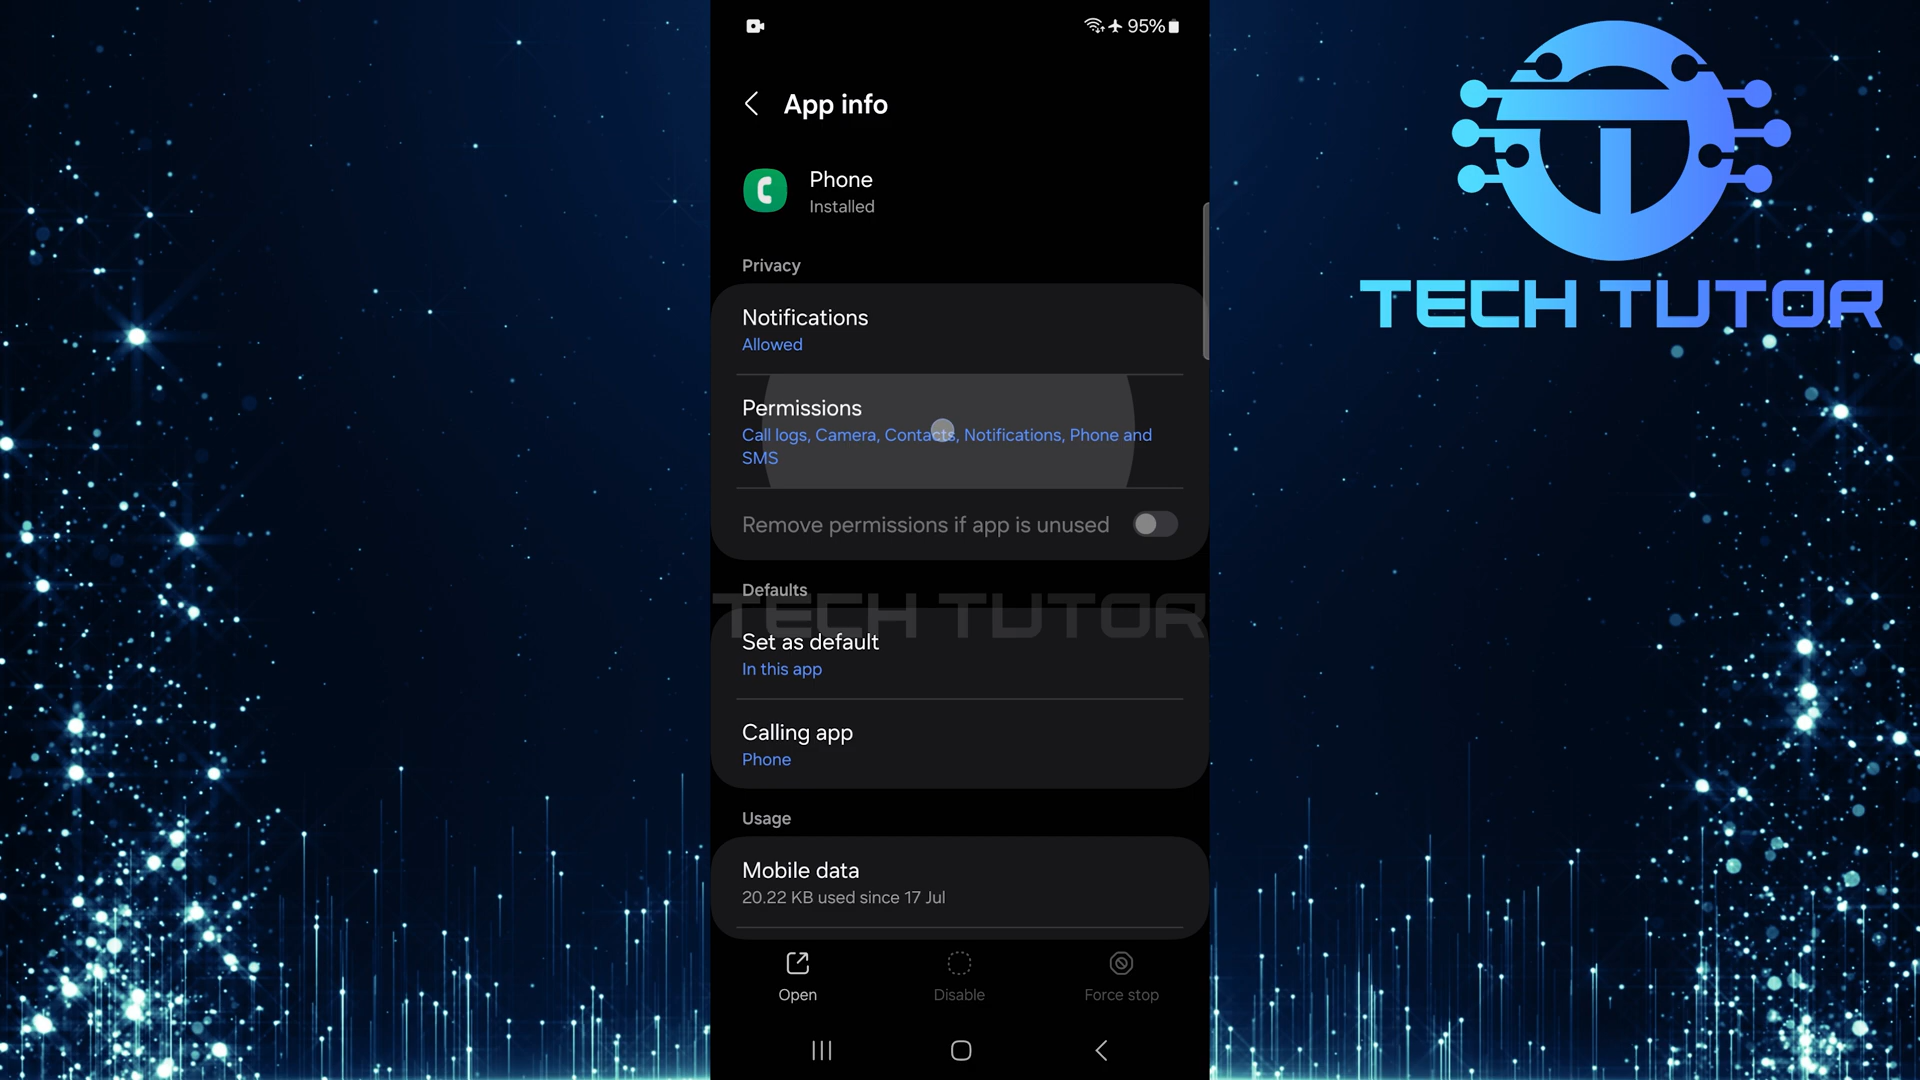 95%
App info
Phone
Installed
Privacy
Notifications
Allowed
Permissions
Call logs, Camera, Contacts, Notifications, Phone and
SMS
Remove permissions if app is unused
Defaults
TECH TUTOR
Set as default
In this app
Calling app
Phone
Usage
Mobile data
20.22 KB used since 17 Jul
Open
Disable
Force stop
TECH TUTOR